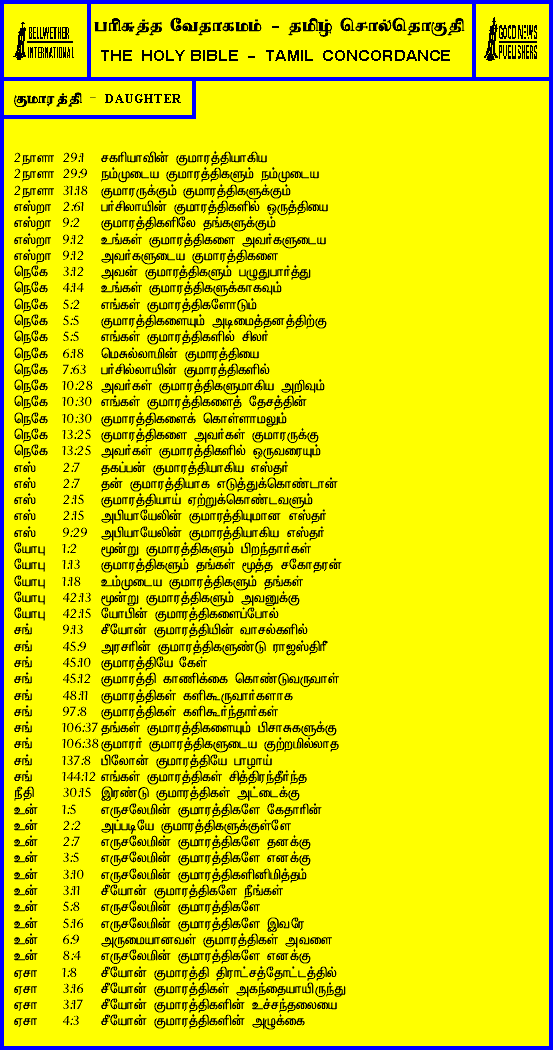 BELLWETHER
INTERNATIONAL
பரிசுத்த வேதாகமம் - தமிழ் சொல்தொகுதி
THE HOLY BIBLE - TAMIL CONCORDANCE
GOOD NEWS
PUBLISHERS
குமாரத்தி - DAUGHTER
2நாளா 29:1 சகரியாவின் குமாரத்தியாகிய
2நாளா 29:9 நம்முடைய குமாரத்திகளும் நம்முடைய
2நாளா 31:18 குமாரருக்கும் குமாரத்திகளுக்கும்
எஸ்றா 2:61 பர்சிலாயின் குமாரத்திகளில் ஒருத்தியை
எஸ்றா 9:2 குமாரத்திகளிலே தங்களுக்கும்
எஸ்றா 9:12 உங்கள் குமாரத்திகளை அவர்களுடைய
எஸ்றா 9:12 அவர்களுடைய குமாரத்திகளை
நெகே 3:12 அவன் குமாரத்திகளும் பழுதுபார்த்து
நெகே 4:14 உங்கள் குமாரத்திகளுக்காகவும்
நெகே 5:2 எங்கள் குமாரத்திகளோடும்
நெகே 5:5 குமாரத்திகளையும் அடிமைத்தனத்திற்கு
நெகே 5:5 எங்கள் குமாரத்திகளில் சிலர்
நெகே 6:18 மெசுல்லாமின் குமாரத்தியை
நெகே 7:63 பர்சில்லாயின் குமாரத்திகளில்
நெகே 10:28 அவர்கள் குமாரத்திகளுமாகிய அறிவும்
நெகே 10:30 எங்கள் குமாரத்திகளைத் தேசத்தின்
நெகே 10:30 குமாரத்திகளைக் கொள்ளாமலும்
நெகே 13:25 குமாரத்திகளை அவர்கள் குமாரருக்கு
நெகே 13:25 அவர்கள் குமாரத்திகளில் ஒருவரையும்
எஸ் 2:7 தகப்பன் குமாரத்தியாகிய எஸ்தர்
எஸ் 2:7 தன் குமாரத்தியாக எடுத்துக்கொண்டான்
எஸ் 2:15 குமாரத்தியாய் ஏற்றுக்கொண்டவளும்
எஸ் 2:15 அபியாயேலின் குமாரத்தியுமான எஸ்தர்
எஸ் 9:29 அபியாயேலின் குமாரத்தியாகிய எஸ்தர்
யோபு 1:2 மூன்று குமாரத்திகளும் பிறந்தார்கள்
யோபு 1:13 குமாரத்திகளும் தங்கள் மூத்த சகோதரன்
யோபு 1:18 உம்முடைய குமாரத்திகளும் தங்கள்
யோபு 42:13 மூன்று குமாரத்திகளும் அவனுக்கு
யோபு 42:15 யோபின் குமாரத்திகளைப்போல்
சங் 9:13 சீயோன் குமாரத்தியின் வாசல்களில்
சங் 45:9 அரசரின் குமாரத்திகளுண்டு ராஜஸ்திரீ
சங் 45:10 குமாரத்தியே கேள்
சங் 45:12 குமாரத்தி காணிக்கை கொண்டுவருவாள்
சங் 48:11 குமாரத்திகள் களிகூருவார்களாக
சங் 97:8 குமாரத்திகள் களிகூர்ந்தார்கள்
சங் 106:37 தங்கள் குமாரத்திகளையும் பிசாசுகளுக்கு
சங் 106:38 குமாரர் குமாரத்திகளுடைய குற்றமில்லாத
சங் 137:8 பிலோன் குமாரத்தியே பாழாய்
சங் 144:12 எங்கள் குமாரத்திகள் சித்திரந்தீர்ந்த
நீதி 30:15 இரண்டு குமாரத்திகள் அட்டைக்கு
உன் 1:5 எருசலேமின் குமாரத்திகளே கேதாரின்
உன் 2:2 அப்படியே குமாரத்திகளுக்குள்ளே
உன் 2:7 எருசலேமின் குமாரத்திகளே தனக்கு
உன் 3:5 எருசலேமின் குமாரத்திகளே எனக்கு
உன் 3:10 எருசலேமின் குமாரத்திகளினிமித்தம்
உன் 3:11 சீயோன் குமாரத்திகளே நீங்கள்
உன் 5:8 எருசலேமின் குமாரத்திகளே
உன் 5:16 எருசலேமின் குமாரத்திகளே இவரே
உன் 6:9 அருமையானவள் குமாரத்திகள் அவளை
உன் 8:4 எருசலேமின் குமாரத்திகளே எனக்கு
ஏசா 1:8 சீயோன் குமாரத்தி திராட்சத்தோட்டத்தில்
ஏசா 3:16 சீயோன் குமாரத்திகள் அகந்தையாயிருந்து
ஏசா 3:17 சீயோன் குமாரத்திகளின் உச்சந்தலையை
ஏசா 4:3 சீயோன் குமாரத்திகளின் அழுக்கை